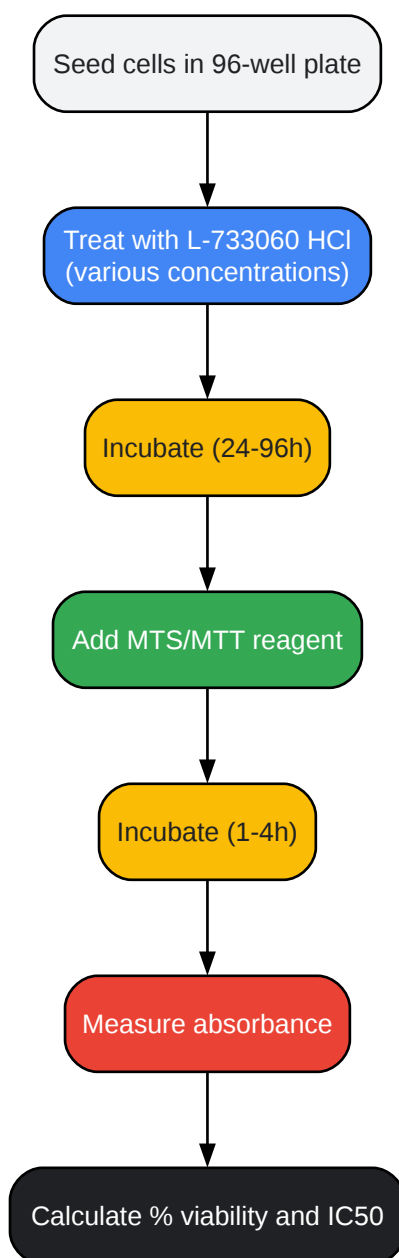 Seed cells in 96-well plate
Treat with L-733060 HCl
(various concentrations)
Incubate (24-96h)
Add MTS/MTT reagent
Incubate (1-4h)
Measure absorbance
Calculate % viability and IC50